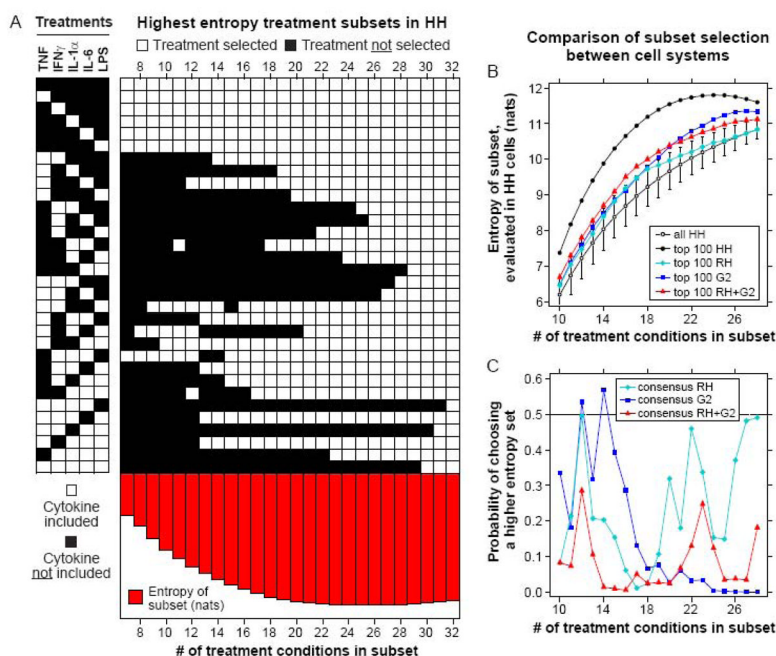 A
Treatments
TNF
IFNγ
IL-1α
IL-6
LPS
Highest entropy treatment subsets in HH
Treatment selected
Treatment not selected
8 10 12 14 16 18 20 22 24 26 28 30 32
Cytokine included
Cytokine not included
Entropy of subset (nats)
8 10 12 14 16 18 20 22 24 26 28 30 32
# of treatment conditions in subset
Comparison of subset selection
between cell systems
B
Entropy of subset,
evaluated in HH cells (nats)
12
11
10
9
8
7
6
all HH
top 100 HH
top 100 RH
top 100 G2
top 100 RH+G2
10 14 18 22 26
# of treatment conditions in subset
C
Probability of choosing
a higher entropy set
0.6
0.5
0.4
0.3
0.2
0.1
0.0
consensus RH
consensus G2
consensus RH+G2
10 14 18 22 26
# of treatment conditions in subset